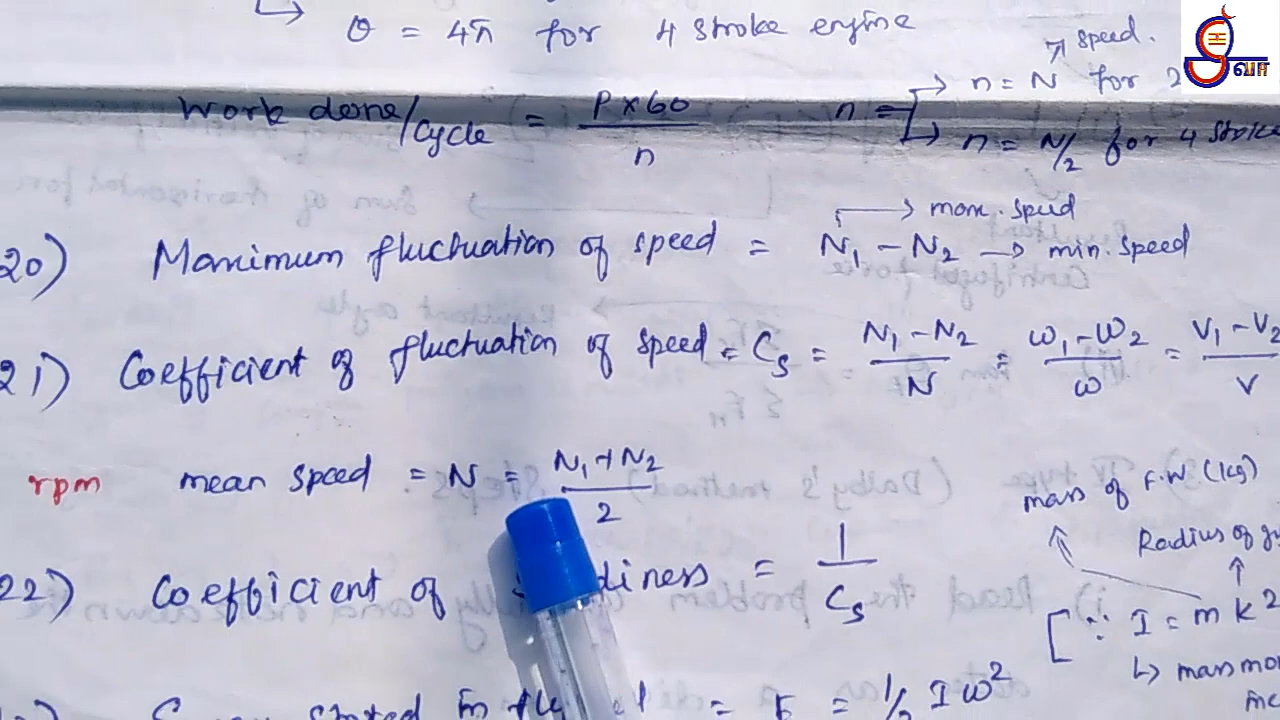 ↳ θ = 4π for 4 stroke engine
↗ speed.
→ n = N for 2
Work done/cycle = P×60/n n = ↳ n = N/2 for 4 stroke
→ max. speed
20) Maximum fluctuation of speed = N₁ - N₂ → min. speed
21) Coefficient of fluctuation of speed = Cs = N₁-N₂/N = ω₁-ω₂/ω = V₁-V₂/V
rpm mean speed = N = N₁+N₂/2
mass of F.W (kg)
Radius of
22) Coefficient of = 1/Cs
[∵ I = mk²
↳ mass
= E = 1/2 Iω²
வா